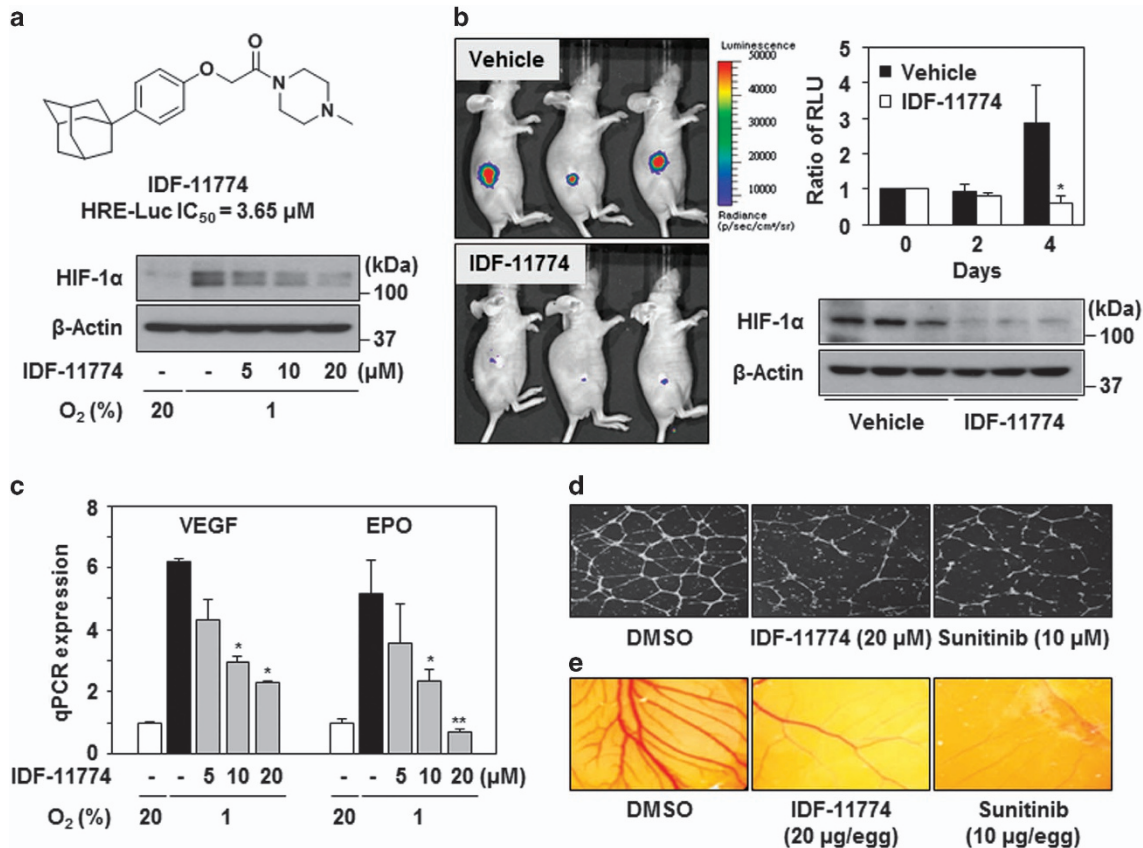 a
O
O
N
N
IDF-11774
HRE-Luc IC50 = 3.65 µM
HIF-1α
(kDa)
100
β-Actin
37
IDF-11774 - - 5 10 20 (µM)
O2 (%) 20 1
b
Vehicle
IDF-11774
Luminescence
50000
40000
30000
20000
10000
Radiance
(p/sec/cm²/sr)
Ratio of RLU
5
4
3
2
1
0
Vehicle
IDF-11774
*
0 2 4
Days
HIF-1α
(kDa)
100
β-Actin
37
Vehicle IDF-11774
c
qPCR expression
8
6
4
2
0
VEGF EPO
* * * **
IDF-11774 - - 5 10 20 - - 5 10 20 (µM)
O2 (%) 20 1 20 1
d
DMSO IDF-11774 (20 µM) Sunitinib (10 µM)
e
DMSO IDF-11774 Sunitinib
(20 µg/egg) (10 µg/egg)